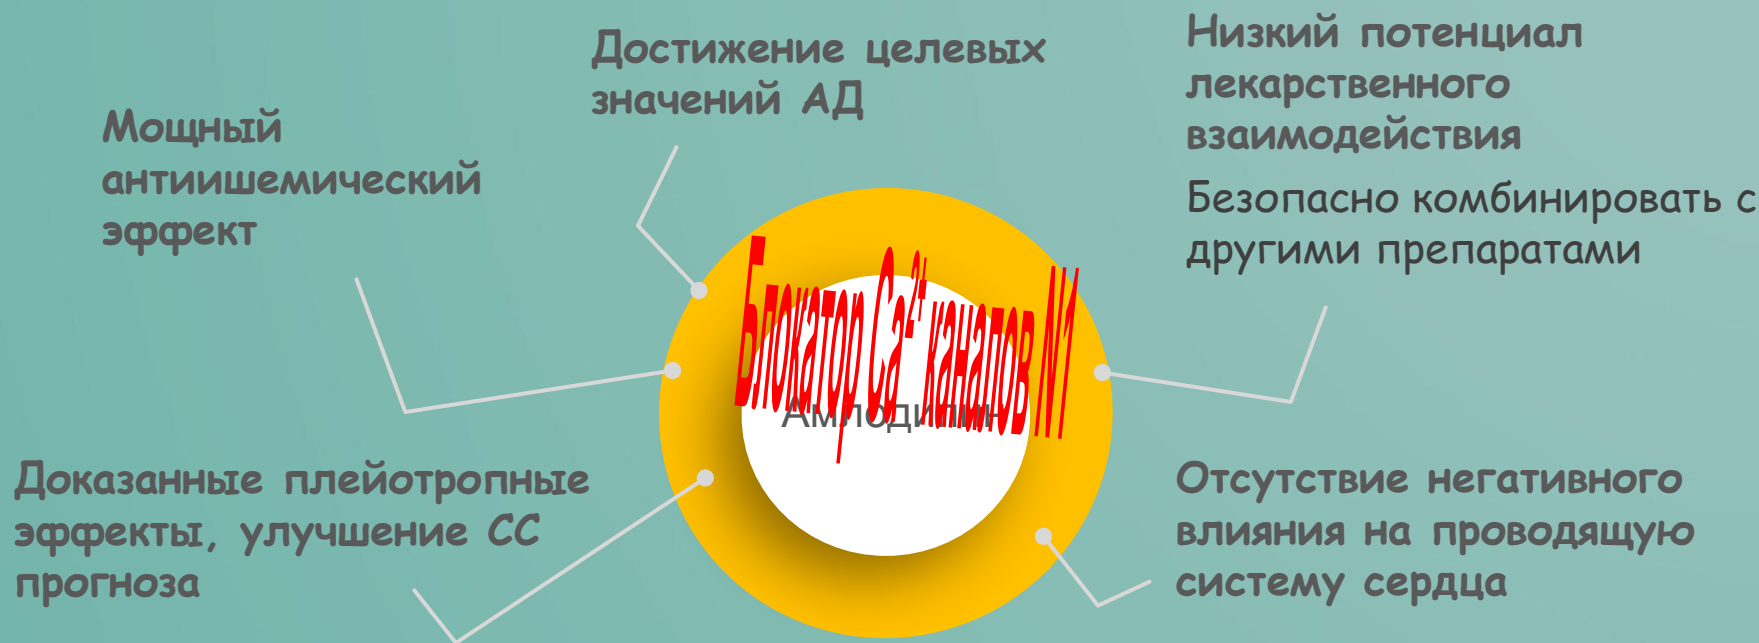 Достижение целевых
значений АД
Низкий потенциал
лекарственного
взаимодействия
Безопасно комбинировать с
другими препаратами
Мощный
антиишемический
эффект
Блокатор Ca²⁺ каналов №1
Амлодипин
Доказанные плейотропные
эффекты, улучшение СС
прогноза
Отсутствие негативного
влияния на проводящую
систему сердца